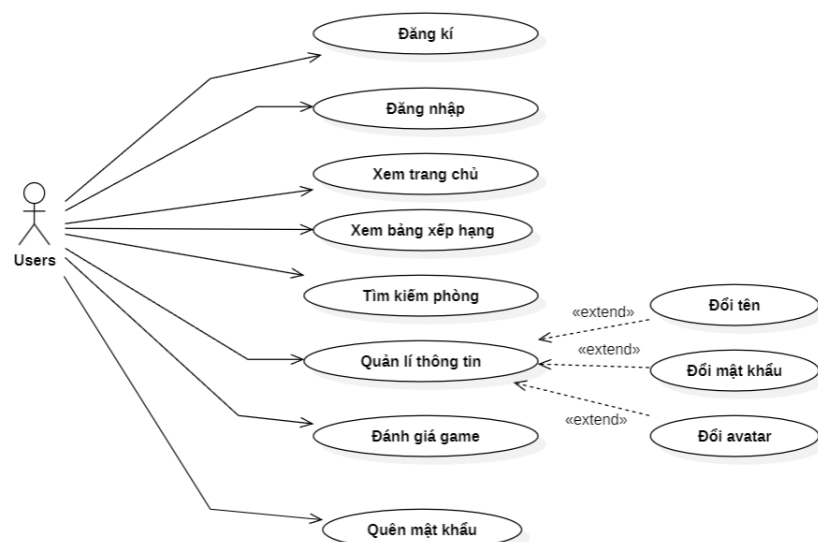 Đăng kí
Đăng nhập
Xem trang chủ
Xem bảng xếp hạng
Users
Tìm kiếm phòng
Đổi tên
«extend»
Quản lí thông tin
«extend»
Đổi mật khẩu
«extend»
Đánh giá game
Đổi avatar
Quên mật khẩu